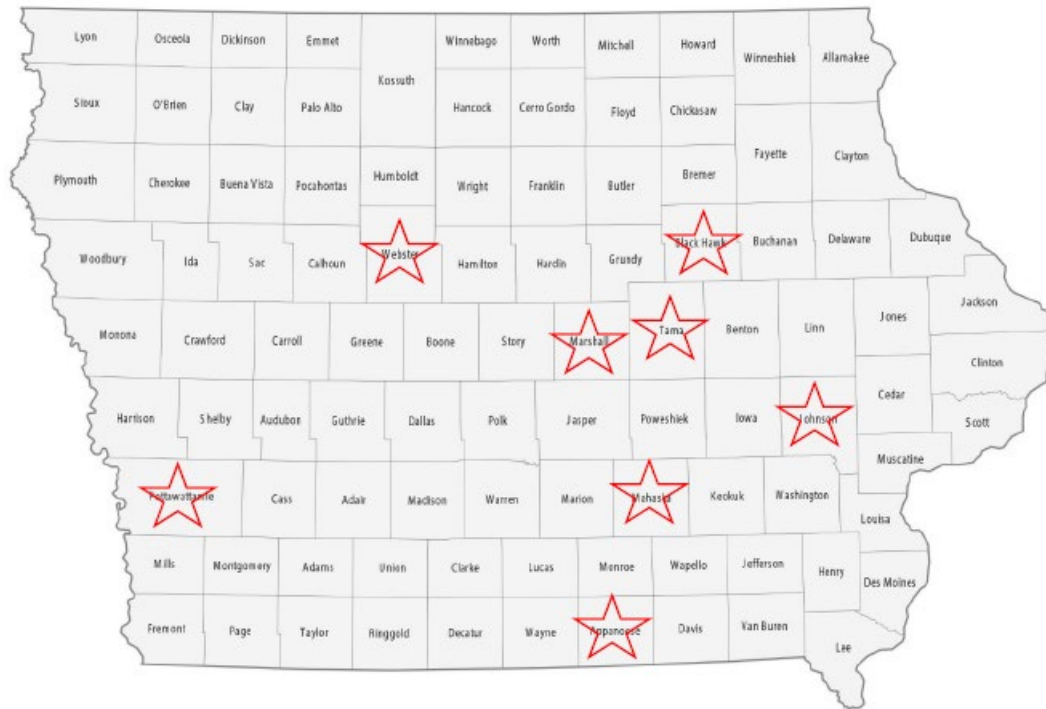 Lyon Osceola Dickinson Emmet Winnebago Worth Mitchell Howard
Winneshiek Allamakee
Kossuth
Sioux O'Brien Clay Palo Alto Hancock Cerro Gordo Floyd Chickasaw
Fayette Clayton
Plymouth Cherokee Buena Vista Pocahontas Humboldt Wright Franklin Butler Bremer
Woodbury Ida Sac Calhoun Webster Hamilton Hardin Grundy Black Hawk Buchanan Delaware Dubuque
Monona Crawford Carroll Greene Boone Story Marshall Tama Benton Linn Jones Jackson
Clinton
Harrison Shelby Audubon Guthrie Dallas Polk Jasper Poweshiek Iowa Johnson Cedar Scott
Muscatine
Pottawattamie Cass Adair Madison Warren Marion Mahaska Keokuk Washington
Louisa
Mills Montgomery Adams Union Clarke Lucas Monroe Wapello Jefferson Henry Des Moines
Fremont Page Taylor Ringgold Decatur Wayne Appanoose Davis Van Buren
Lee